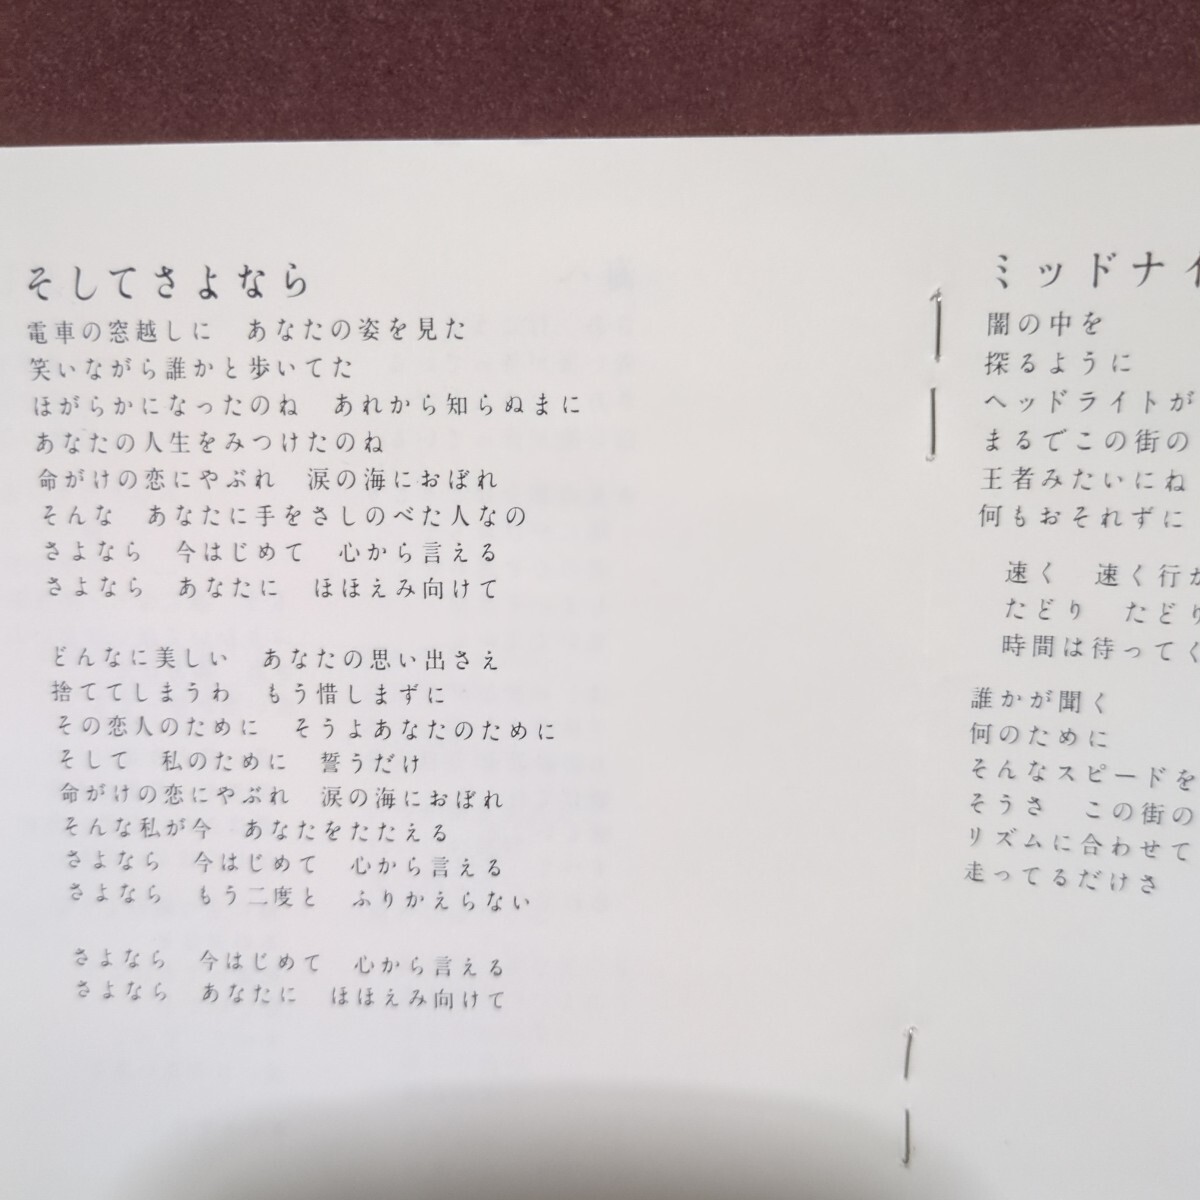 そしてさよなら
電車の窓越しに　あなたの姿を見た
笑いながら誰かと歩いてた
ほがらかになったのね　あれから知らぬまに
あなたの人生をみつけたのね
命がけの恋にやぶれ　涙の海におぼれ
そんな　あなたに手をさしのべた人なの
さよなら　今はじめて　心から言える
さよなら　あなたに　ほほえみ向けて
どんなに美しい　あなたの思い出さえ
捨ててしまうわ　もう惜しまずに
その恋人のために　そうよあなたのために
そして　私のために　誓うだけ
命がけの恋にやぶれ　涙の海におぼれ
そんな私が今　あなたをたたえる
さよなら　今はじめて　心から言える
さよなら　もう二度と　ふりかえらない
さよなら　今はじめて　心から言える
さよなら　あなたに　ほほえみ向けて
ミッドナイ
闇の中を
探るように
ヘッドライトが
まるでこの街の
王者みたいにね
何もおそれずに
速く　速く行か
たどり　たどり
時間は待ってく
誰かが聞く
何のために
そんなスピードを
そうさ　この街の
リズムに合わせて
走ってるだけさ